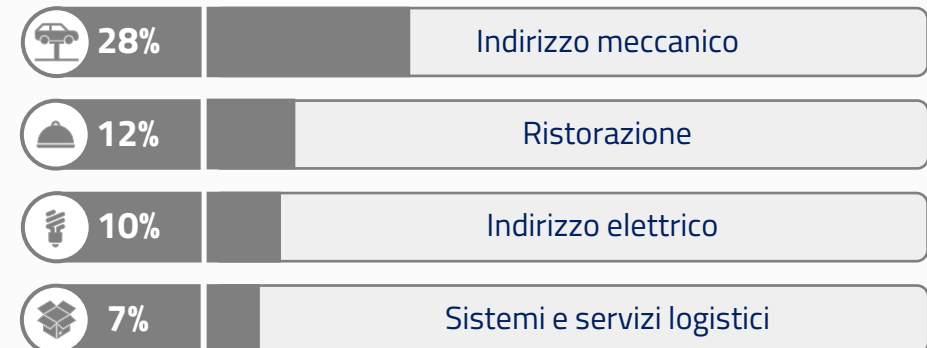 28% Indirizzo meccanico
12% Ristorazione
10% Indirizzo elettrico
7% Sistemi e servizi logistici